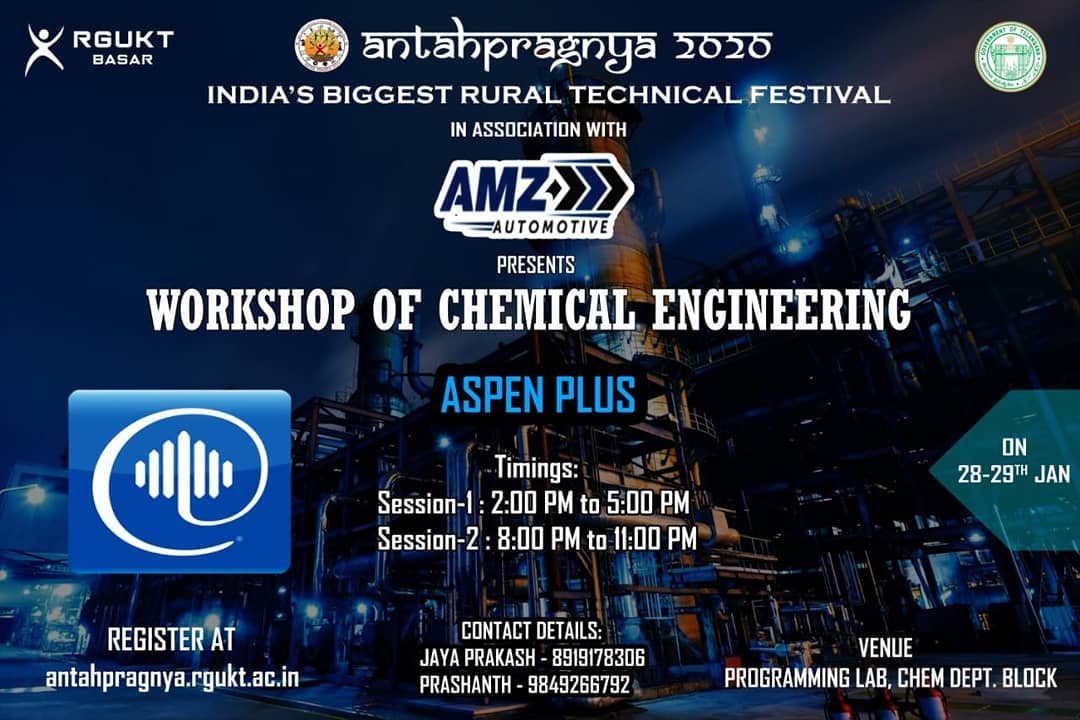 RGUKT
BASAR
antahpragnya 2020
GOVERNMENT OF TELANGANA
INDIA'S BIGGEST RURAL TECHNICAL FESTIVAL
IN ASSOCIATION WITH
AMZ
AUTOMOTIVE
PRESENTS
WORKSHOP OF CHEMICAL ENGINEERING
ASPEN PLUS
Timings:
Session-1 : 2:00 PM to 5:00 PM
Session-2 : 8:00 PM to 11:00 PM
ON
28-29TH JAN
REGISTER AT
antahpragnya.rgukt.ac.in
CONTACT DETAILS:
JAYA PRAKASH - 8919178306
PRASHANTH - 9849266792
VENUE
PROGRAMMING LAB, CHEM DEPT. BLOCK